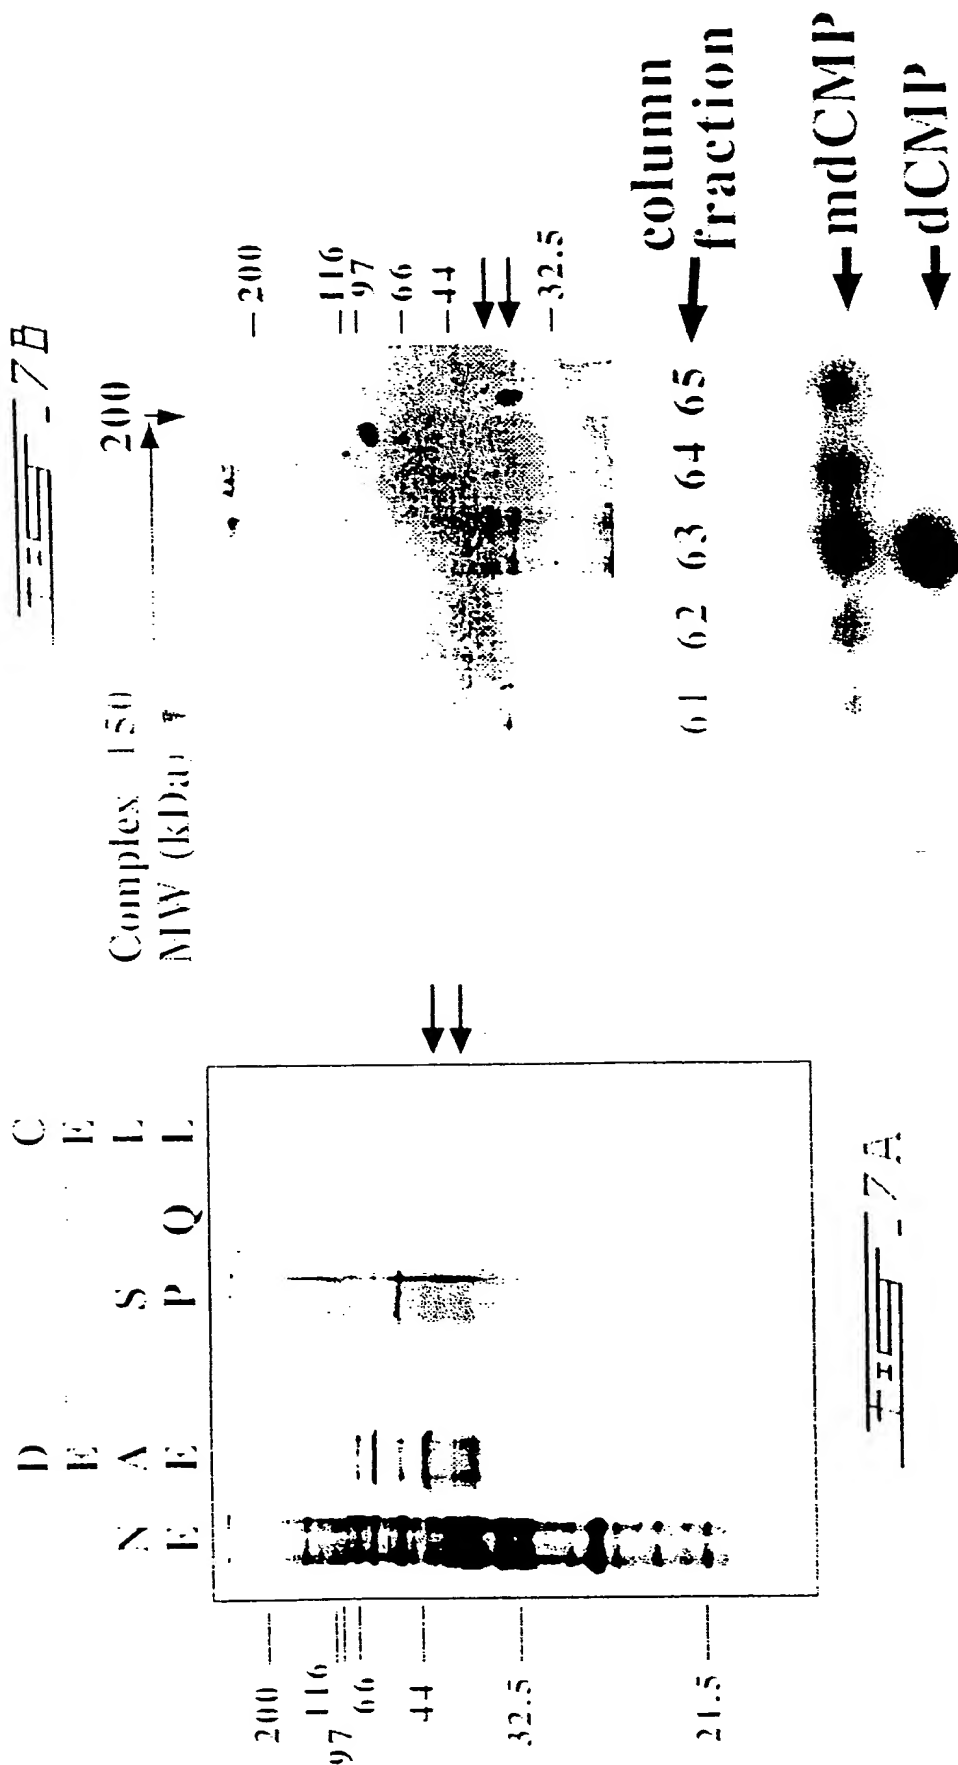 D C
E E
N A S L
E E P Q L
200
116
97
66
44
32.5
21.5
FIG-7A
FIG-7B
Complex 150 200
MW (kDa)
200
116
97
66
44
32.5
61 62 63 64 65
column
fraction
mdCMP
dCMP